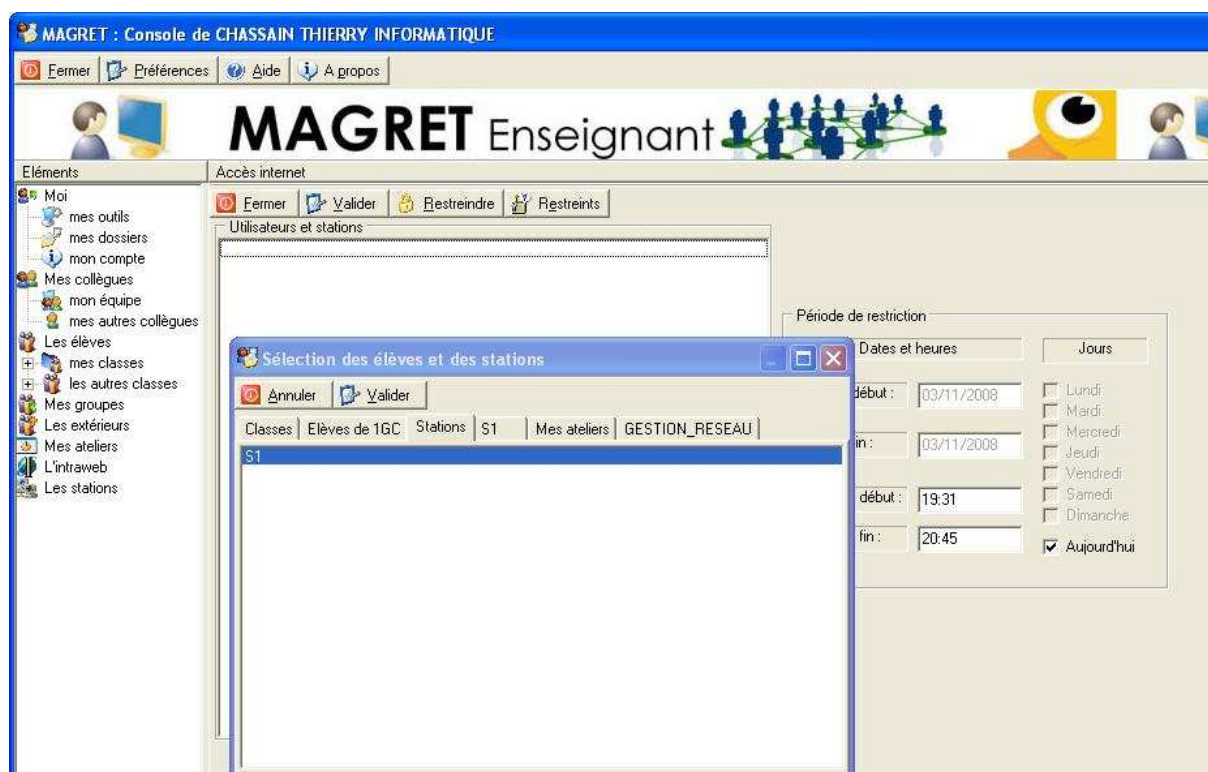 MAGRET : Console de CHASSAIN THIERRY INFORMATIQUE
Fermer Préférences Aide A propos
MAGRET Enseignant
Eléments
Accès internet
Moi
mes outils
mes dossiers
mon compte
Mes collègues
mon équipe
mes autres collègues
Les élèves
mes classes
les autres classes
Mes groupes
Les extérieurs
Mes ateliers
L'intraweb
Les stations
Fermer Valider Restreindre Restreints
Utilisateurs et stations
Sélection des élèves et des stations
Annuler Valider
Classes Elèves de 1GC Stations S1 Mes ateliers GESTION_RESEAU
S1
Période de restriction
Dates et heures Jours
début : 03/11/2008
in : 03/11/2008
début : 19:31
fin : 20:45
Lundi
Mardi
Mercredi
Jeudi
Vendredi
Samedi
Dimanche
Aujourd'hui